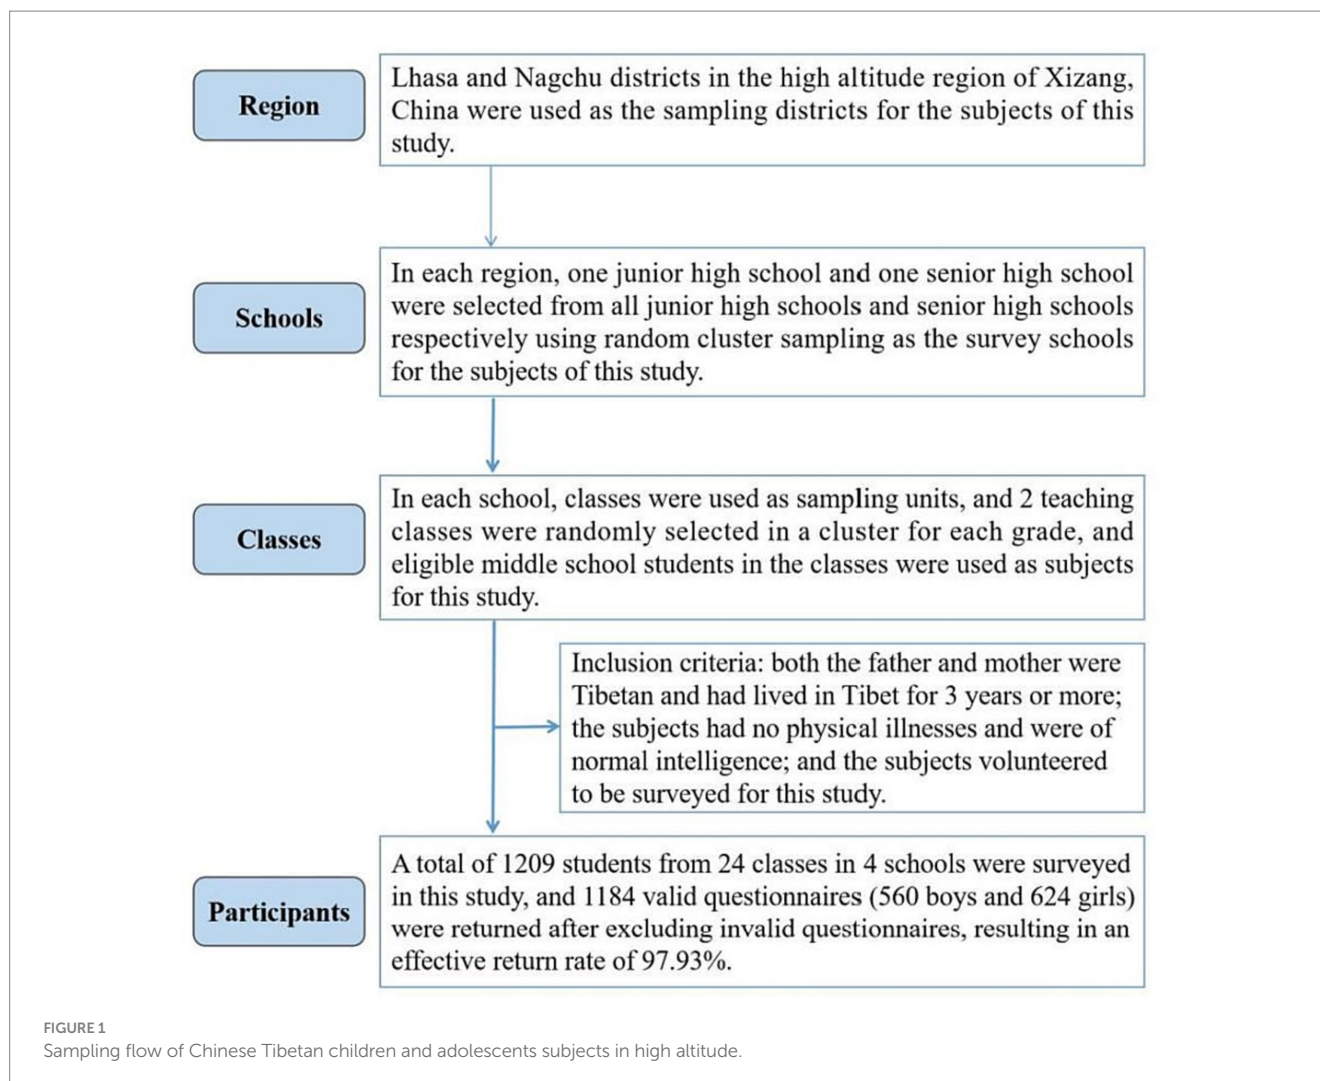 Region
Lhasa and Nagchu districts in the high altitude region of Xizang,
China were used as the sampling districts for the subjects of this
study.
Schools
In each region, one junior high school and one senior high school
were selected from all junior high schools and senior high schools
respectively using random cluster sampling as the survey schools
for the subjects of this study.
Classes
In each school, classes were used as sampling units, and 2 teaching
classes were randomly selected in a cluster for each grade, and
eligible middle school students in the classes were used as subjects
for this study.
Inclusion criteria: both the father and mother were
Tibetan and had lived in Tibet for 3 years or more;
the subjects had no physical illnesses and were of
normal intelligence; and the subjects volunteered
to be surveyed for this study.
Participants
A total of 1209 students from 24 classes in 4 schools were surveyed
in this study, and 1184 valid questionnaires (560 boys and 624 girls)
were returned after excluding invalid questionnaires, resulting in an
effective return rate of 97.93%.
FIGURE 1
Sampling flow of Chinese Tibetan children and adolescents subjects in high altitude.